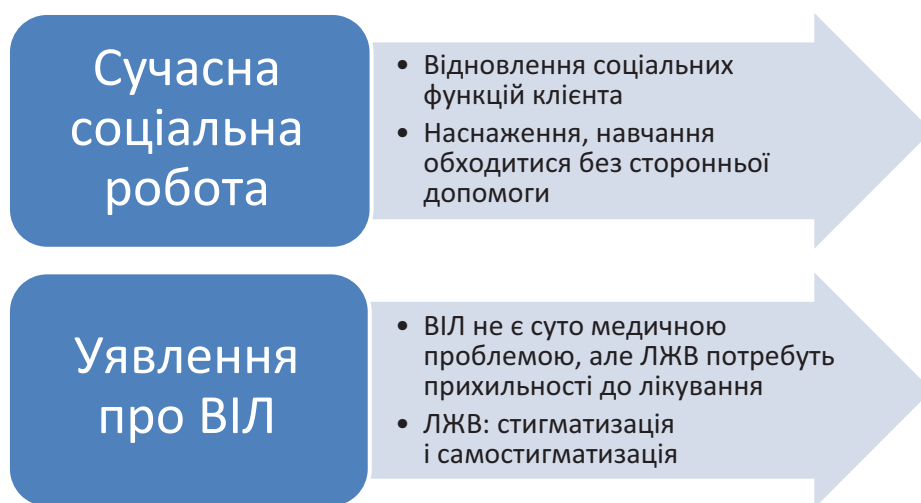 Сучасна
соціальна
робота
• Відновлення соціальних
функцій клієнта
• Наснаження, навчання
обходитися без сторонньої
допомоги
Уявлення
про ВІЛ
• ВІЛ не є суто медичною
проблемою, але ЛЖВ потребуть
прихильності до лікування
• ЛЖВ: стигматизація
і самостигматизація